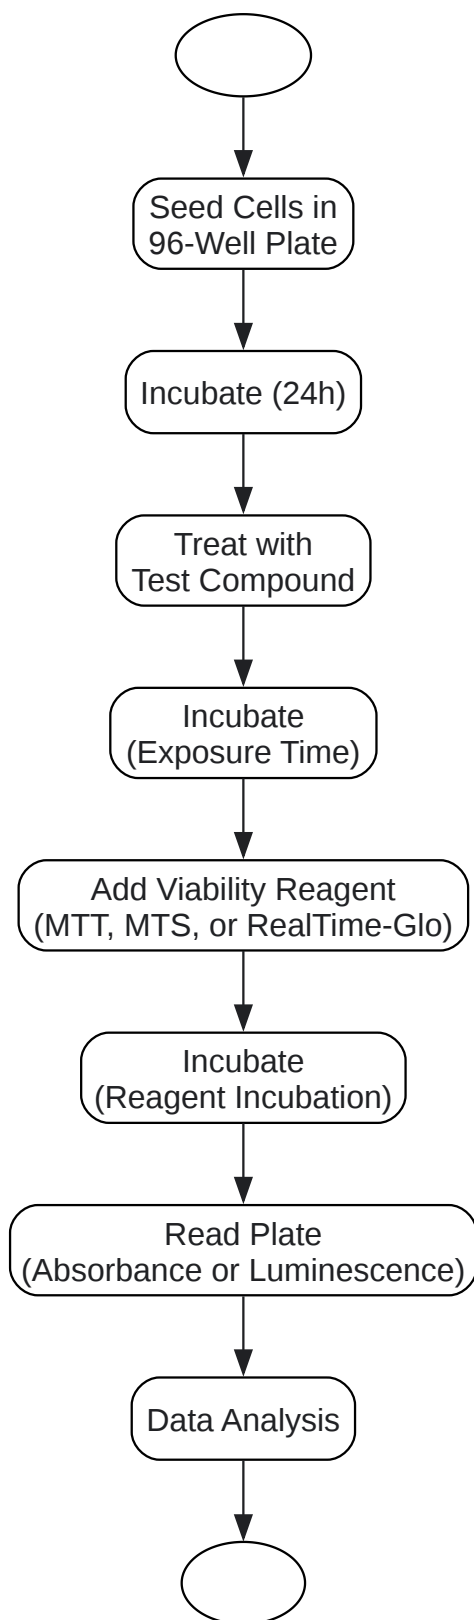 Seed Cells in
96-Well Plate
Incubate (24h)
Treat with
Test Compound
Incubate
(Exposure Time)
Add Viability Reagent
(MTT, MTS, or RealTime-Glo)
Incubate
(Reagent Incubation)
Read Plate
(Absorbance or Luminescence)
Data Analysis